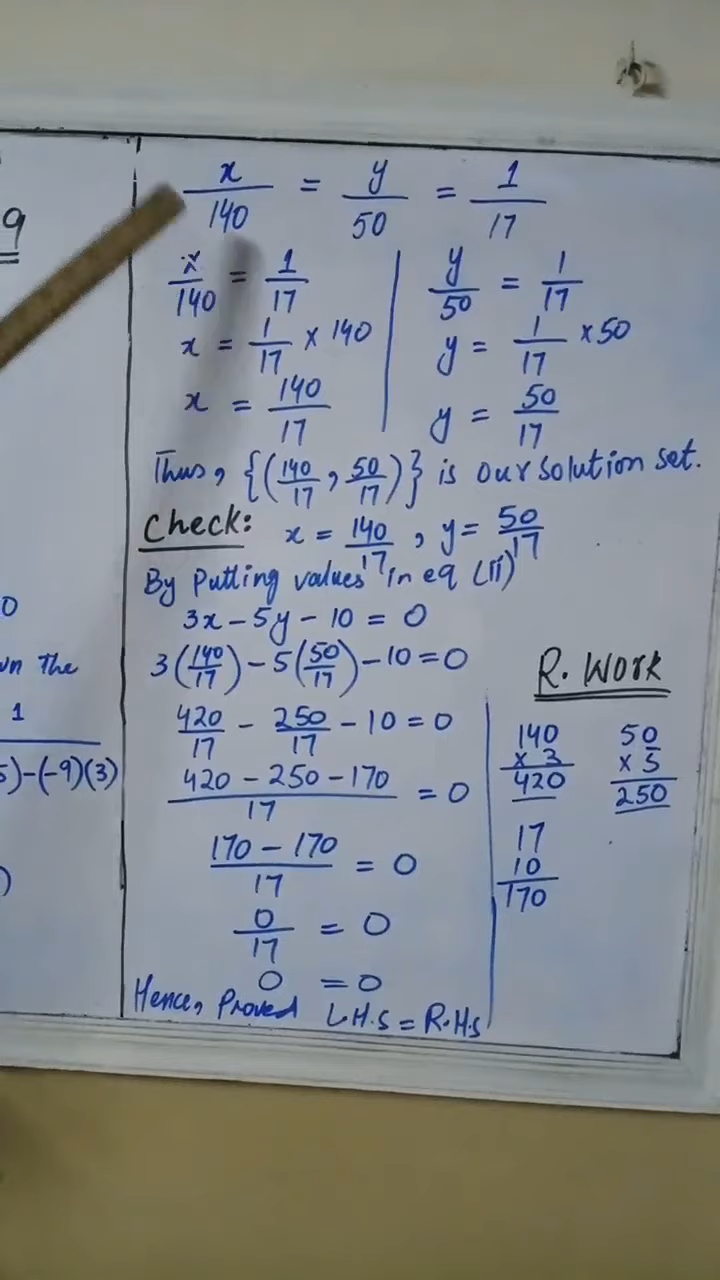 9
0
wn the
1
5)-(-9)(3)
)
x/140 = y/50 = 1/17
x/140 = 1/17
x = 1/17 × 140
x = 140/17
y/50 = 1/17
y = 1/17 × 50
y = 50/17
Thus, {(140/17, 50/17)} is our solution set.
Check: x = 140/17, y = 50/17
By Putting values in eq (ii)
3x - 5y - 10 = 0
3(140/17) - 5(50/17) - 10 = 0
420/17 - 250/17 - 10 = 0
420 - 250 - 170/17 = 0
170 - 170/17 = 0
0/17 = 0
0 = 0
Hence, Proved L.H.S = R.H.S
R. Work
140
× 3
420
17
10
170
50
× 5
250